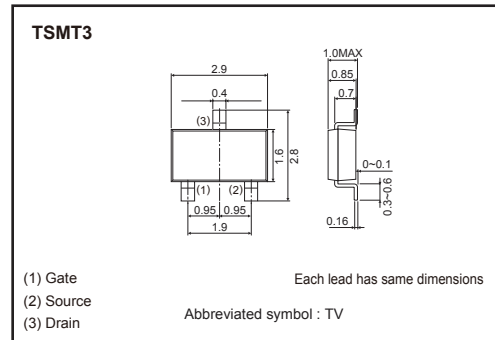 TSMT3
1.0MAX
2.9
0.85
0.4
0.7
(3)
1.6
2.8
0~0.1
(1)
(2)
0.3~0.6
0.95
0.95
0.16
1.9
(1) Gate
Each lead has same dimensions
(2) Source
Abbreviated symbol : TV
(3) Drain